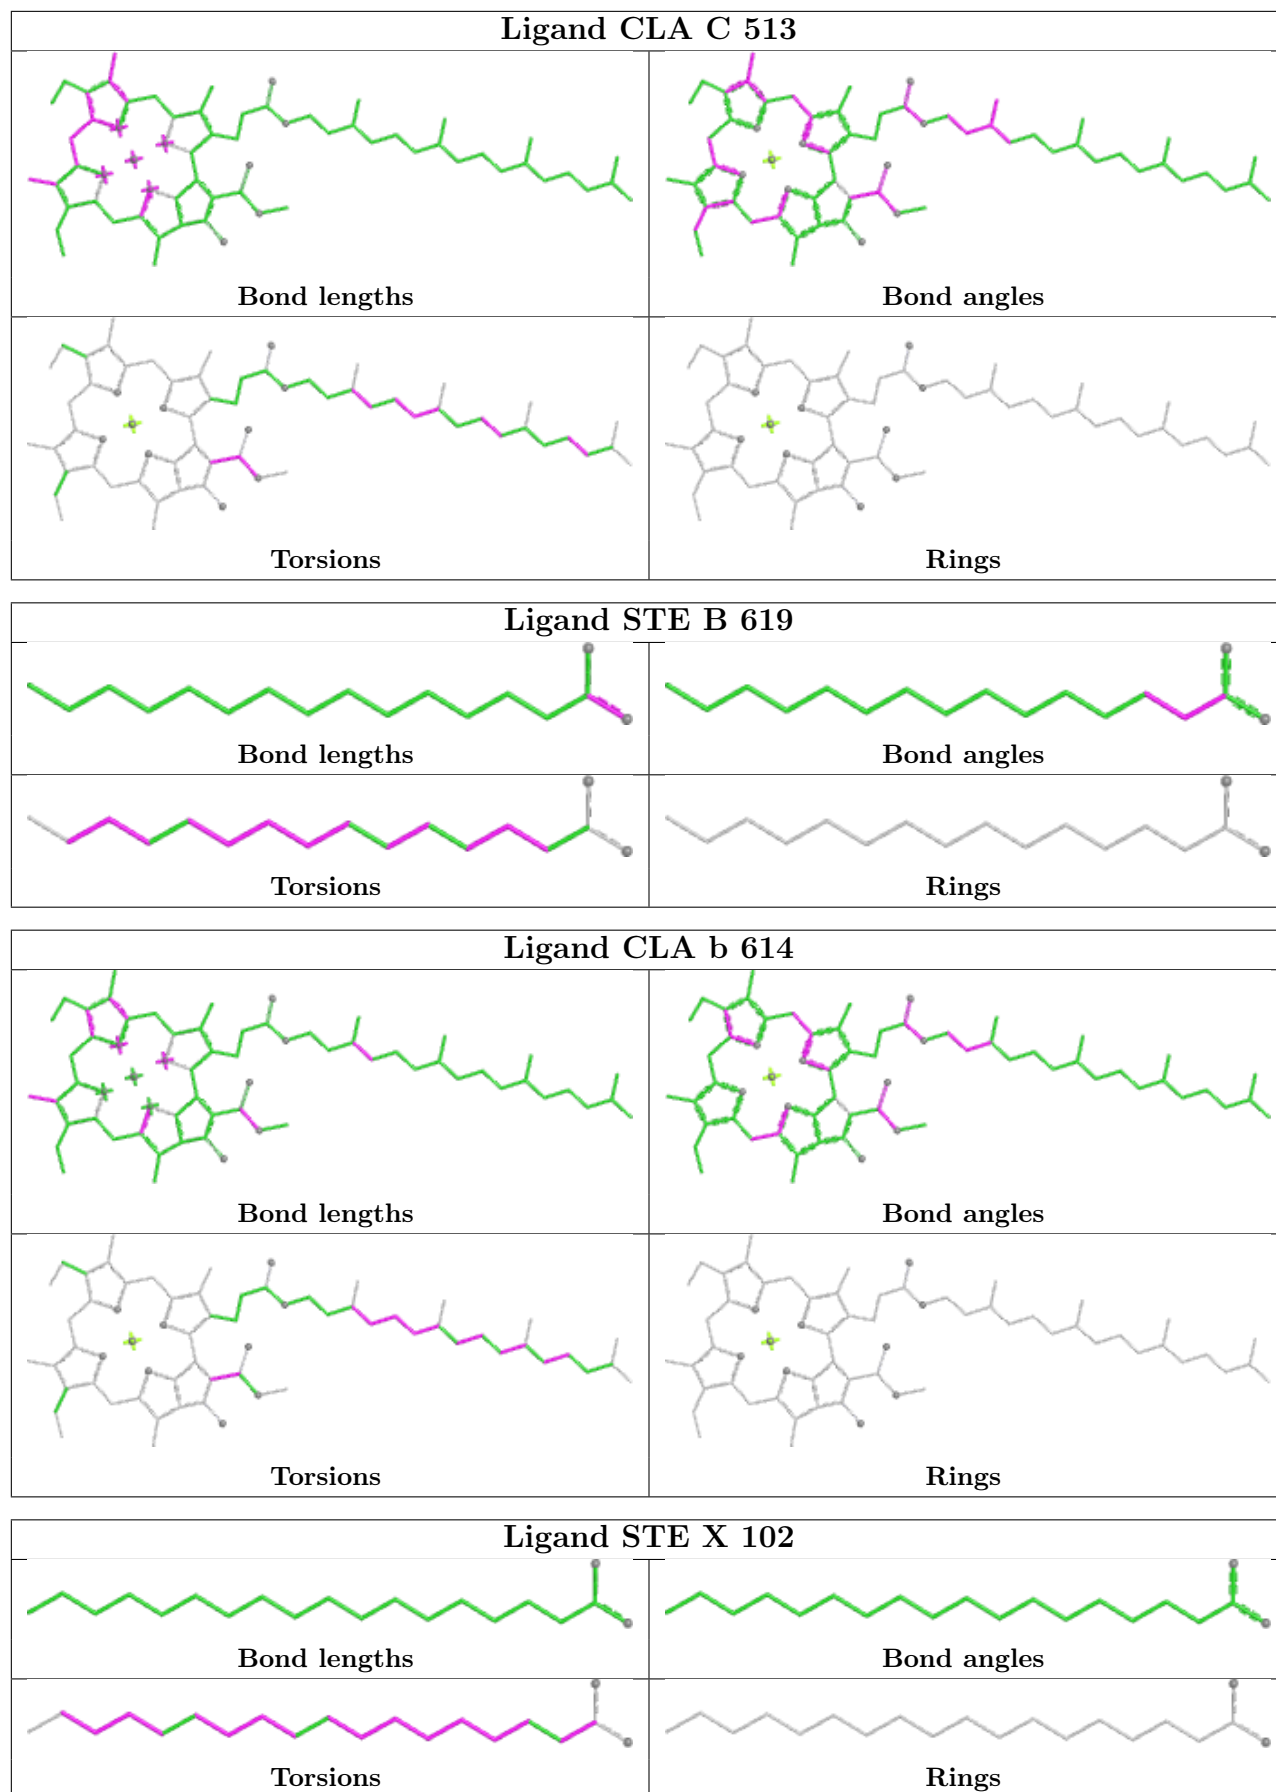 Ligand CLA C 513
Bond lengths
Bond angles
Torsions
Rings
Ligand STE B 619
Bond lengths
Bond angles
Torsions
Rings
Ligand CLA b 614
Bond lengths
Bond angles
Torsions
Rings
Ligand STE X 102
Bond lengths
Bond angles
Torsions
Rings